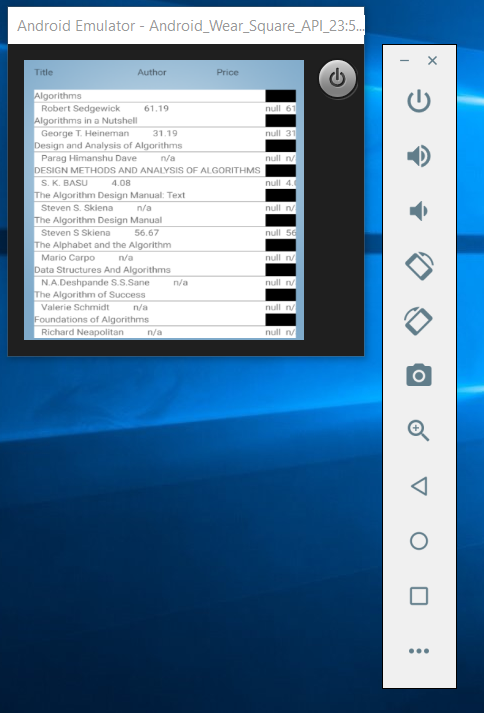 Android Emulator - Android_Wear_Square_API_23:5...
Title Author Price
Algorithms
Robert Sedgewick 61.19 null 61
Algorithms in a Nutshell
George T. Heineman 31.19 null 31
Design and Analysis of Algorithms
Parag Himanshu Dave n/a null n/
DESIGN METHODS AND ANALYSIS OF ALGORITHMS
S. K. BASU 4.08 null 4.0
The Algorithm Design Manual: Text
Steven S. Skiena n/a null n/
The Algorithm Design Manual
Steven S Skiena 56.67 null 56
The Alphabet and the Algorithm
Mario Carpo n/a null n/
Data Structures And Algorithms
N.A.Deshpande S.S.Sane n/a null n/
The Algorithm of Success
Valerie Schmidt n/a null n/
Foundations of Algorithms
Richard Neapolitan n/a null n/